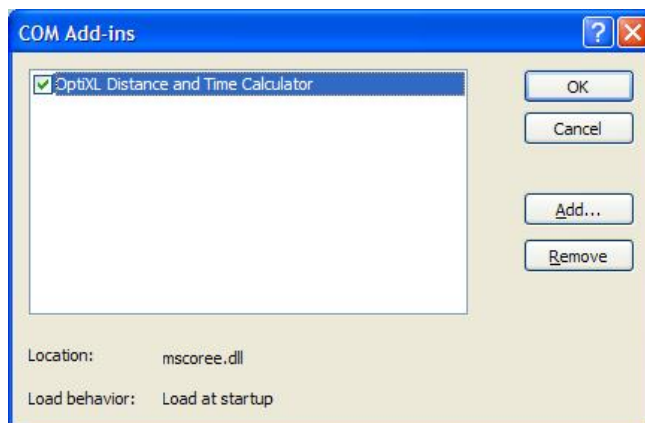 COM Add-ins
OptiXL Distance and Time Calculator
OK
Cancel
Add...
Remove
Location: mscoree.dll
Load behavior: Load at startup